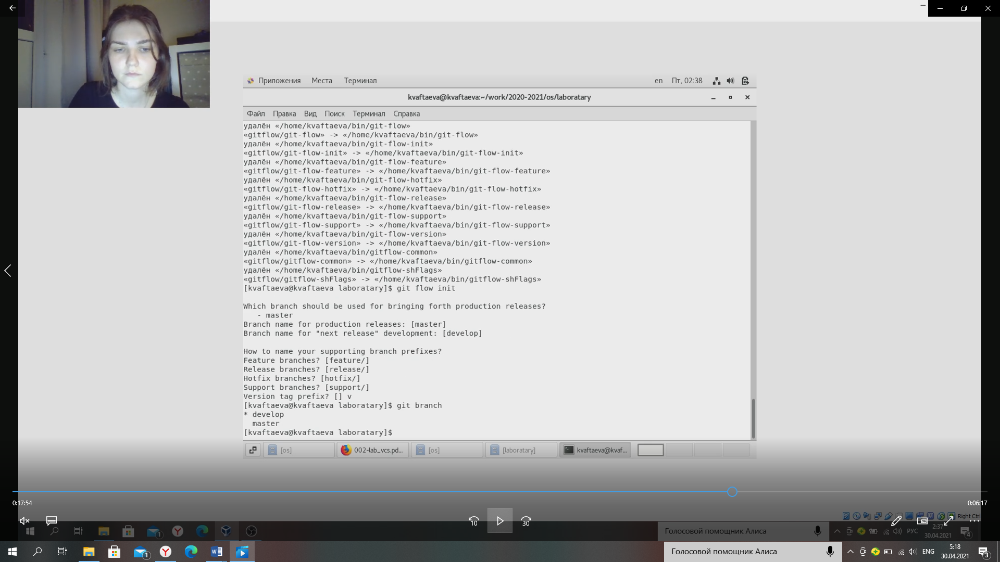 Приложения Места Терминал en Пт, 02:38
kvaftaeva@kvaftaeva:~/work/2020-2021/os/laboratary
Файл Правка Вид Поиск Терминал Справка
удалён «/home/kvaftaeva/bin/git-flow»
«gitflow/git-flow» -> «/home/kvaftaeva/bin/git-flow»
удалён «/home/kvaftaeva/bin/git-flow-init»
«gitflow/git-flow-init» -> «/home/kvaftaeva/bin/git-flow-init»
удалён «/home/kvaftaeva/bin/git-flow-feature»
«gitflow/git-flow-feature» -> «/home/kvaftaeva/bin/git-flow-feature»
удалён «/home/kvaftaeva/bin/git-flow-hotfix»
«gitflow/git-flow-hotfix» -> «/home/kvaftaeva/bin/git-flow-hotfix»
удалён «/home/kvaftaeva/bin/git-flow-release»
«gitflow/git-flow-release» -> «/home/kvaftaeva/bin/git-flow-release»
удалён «/home/kvaftaeva/bin/git-flow-support»
«gitflow/git-flow-support» -> «/home/kvaftaeva/bin/git-flow-support»
удалён «/home/kvaftaeva/bin/git-flow-version»
«gitflow/git-flow-version» -> «/home/kvaftaeva/bin/git-flow-version»
удалён «/home/kvaftaeva/bin/gitflow-common»
«gitflow/gitflow-common» -> «/home/kvaftaeva/bin/gitflow-common»
удалён «/home/kvaftaeva/bin/gitflow-shFlags»
«gitflow/gitflow-shFlags» -> «/home/kvaftaeva/bin/gitflow-shFlags»
[kvaftaeva@kvaftaeva laboratary]$ git flow init
Which branch should be used for bringing forth production releases?
- master
Branch name for production releases: [master]
Branch name for "next release" development: [develop]
How to name your supporting branch prefixes?
Feature branches? [feature/]
Release branches? [release/]
Hotfix branches? [hotfix/]
Support branches? [support/]
Version tag prefix? [] v
[kvaftaeva@kvaftaeva laboratary]$ git branch
* develop
master
[kvaftaeva@kvaftaeva laboratary]$
[os] 002-lab_vcs.pd... [os] [laboratary] kvaftaeva@kvaf...
0:17:54 0:06:17
10 30 Right Ctrl
1 Голосовой помощник Алиса РУС 2:37 30.04.2021 4
1 Голосовой помощник Алиса ENG 5:18 30.04.2021 3